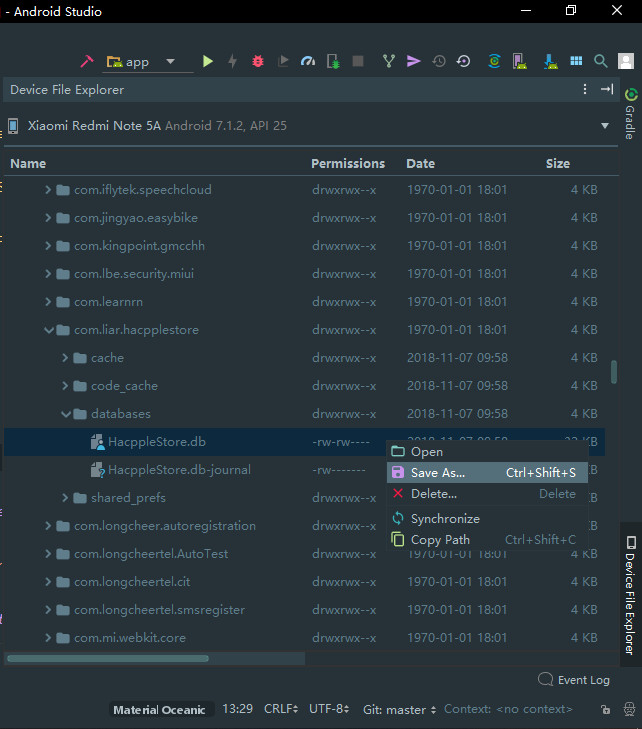 - Android Studio
app
Device File Explorer
Xiaomi Redmi Note 5A Android 7.1.2, API 25
Name Permissions Date Size
com.iflytek.speechcloud drwxrwx--x 1970-01-01 18:01 4 KB
com.jingyao.easybike drwxrwx--x 1970-01-01 18:01 4 KB
com.kingpoint.gmcchh drwxrwx--x 1970-01-01 18:01 4 KB
com.lbe.security.miui drwxrwx--x 1970-01-01 18:01 4 KB
com.learnrn drwxrwx--x 1970-01-01 18:01 4 KB
com.liar.hacpplestore drwxrwx--x 1970-01-01 18:01 4 KB
cache drwxrwx--x 2018-11-07 09:58 4 KB
code_cache drwxrwx--x 2018-11-07 09:58 4 KB
databases drwxrwx--x 2018-11-07 09:58 4 KB
HacppleStore.db -rw-rw----
Open
Save As... Ctrl+Shift+S
HacppleStore.db-journal -rw-------
Delete... Delete
shared_prefs drwxrwx--x
Synchronize
com.longcheer.autoregistration drwxrwx--x
Copy Path Ctrl+Shift+C
com.longcheertel.AutoTest drwxrwx--x 1970-01-01 18:01 4 KB
com.longcheertel.cit drwxrwx--x 1970-01-01 18:01 4 KB
com.longcheertel.smsregister drwxrwx--x 1970-01-01 18:01 4 KB
com.mi.webkit.core drwxrwx--x 1970-01-01 18:01 4 KB
Gradle
Device File Explorer
Event Log
Material Oceanic 13:29 CRLF UTF-8 Git: master Context: <no context>